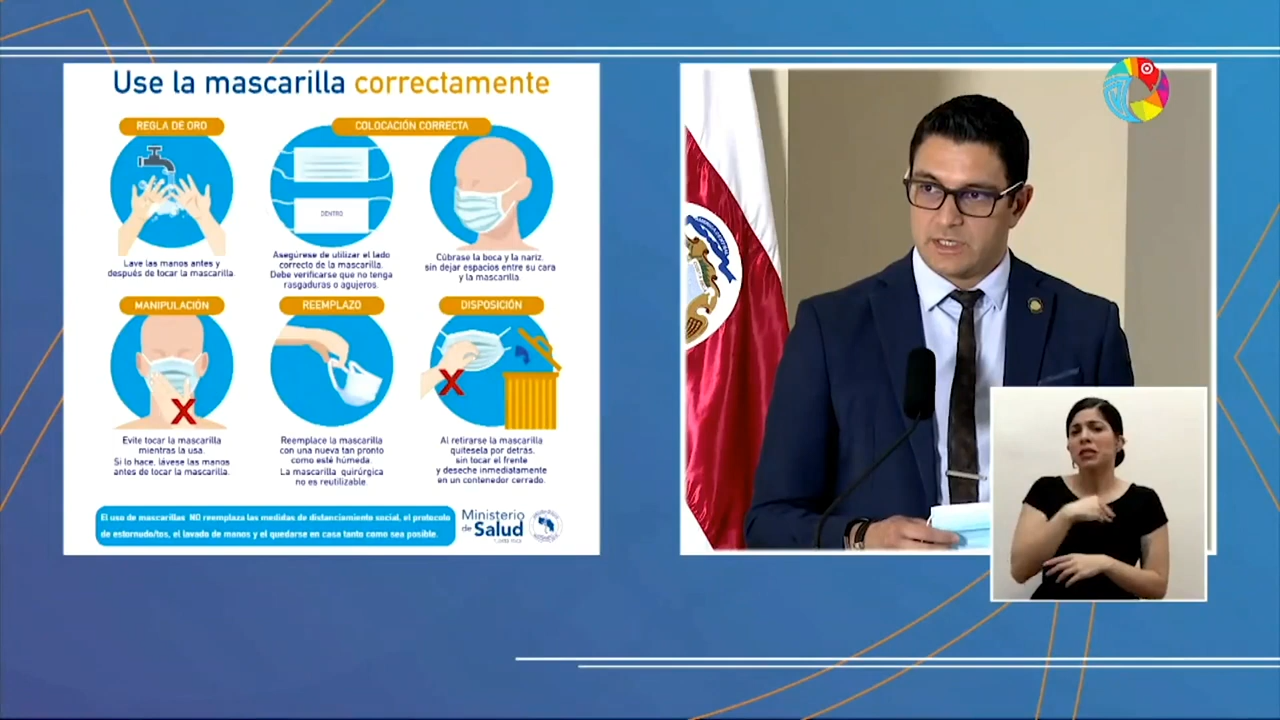 Use la mascarilla correctamente
REGLA DE ORO
COLOCACIÓN CORRECTA
DENTRO
Lave las manos antes y
después de tocar la mascarilla.
Asegúrese de utilizar el lado
correcto de la mascarilla.
Debe verificarse que no tenga
rasgaduras o agujeros.
Cúbrase la boca y la nariz,
sin dejar espacios entre su cara
y la mascarilla.
MANIPULACIÓN
REEMPLAZO
DISPOSICIÓN
Evite tocar la mascarilla
mientras la usa.
Si lo hace, lávese las manos
antes de tocar la mascarilla.
Reemplace la mascarilla
con una nueva tan pronto
como esté húmeda.
La mascarilla quirúrgica
no es reutilizable.
Al retirarse la mascarilla
quítesela por detrás,
sin tocar el frente
y deseche inmediatamente
en un contenedor cerrado.
El uso de mascarillas NO reemplaza las medidas de distanciamiento social, el protocolo
de estornudo/tos, el lavado de manos y el quedarse en casa tanto como sea posible.
Ministerio
de Salud